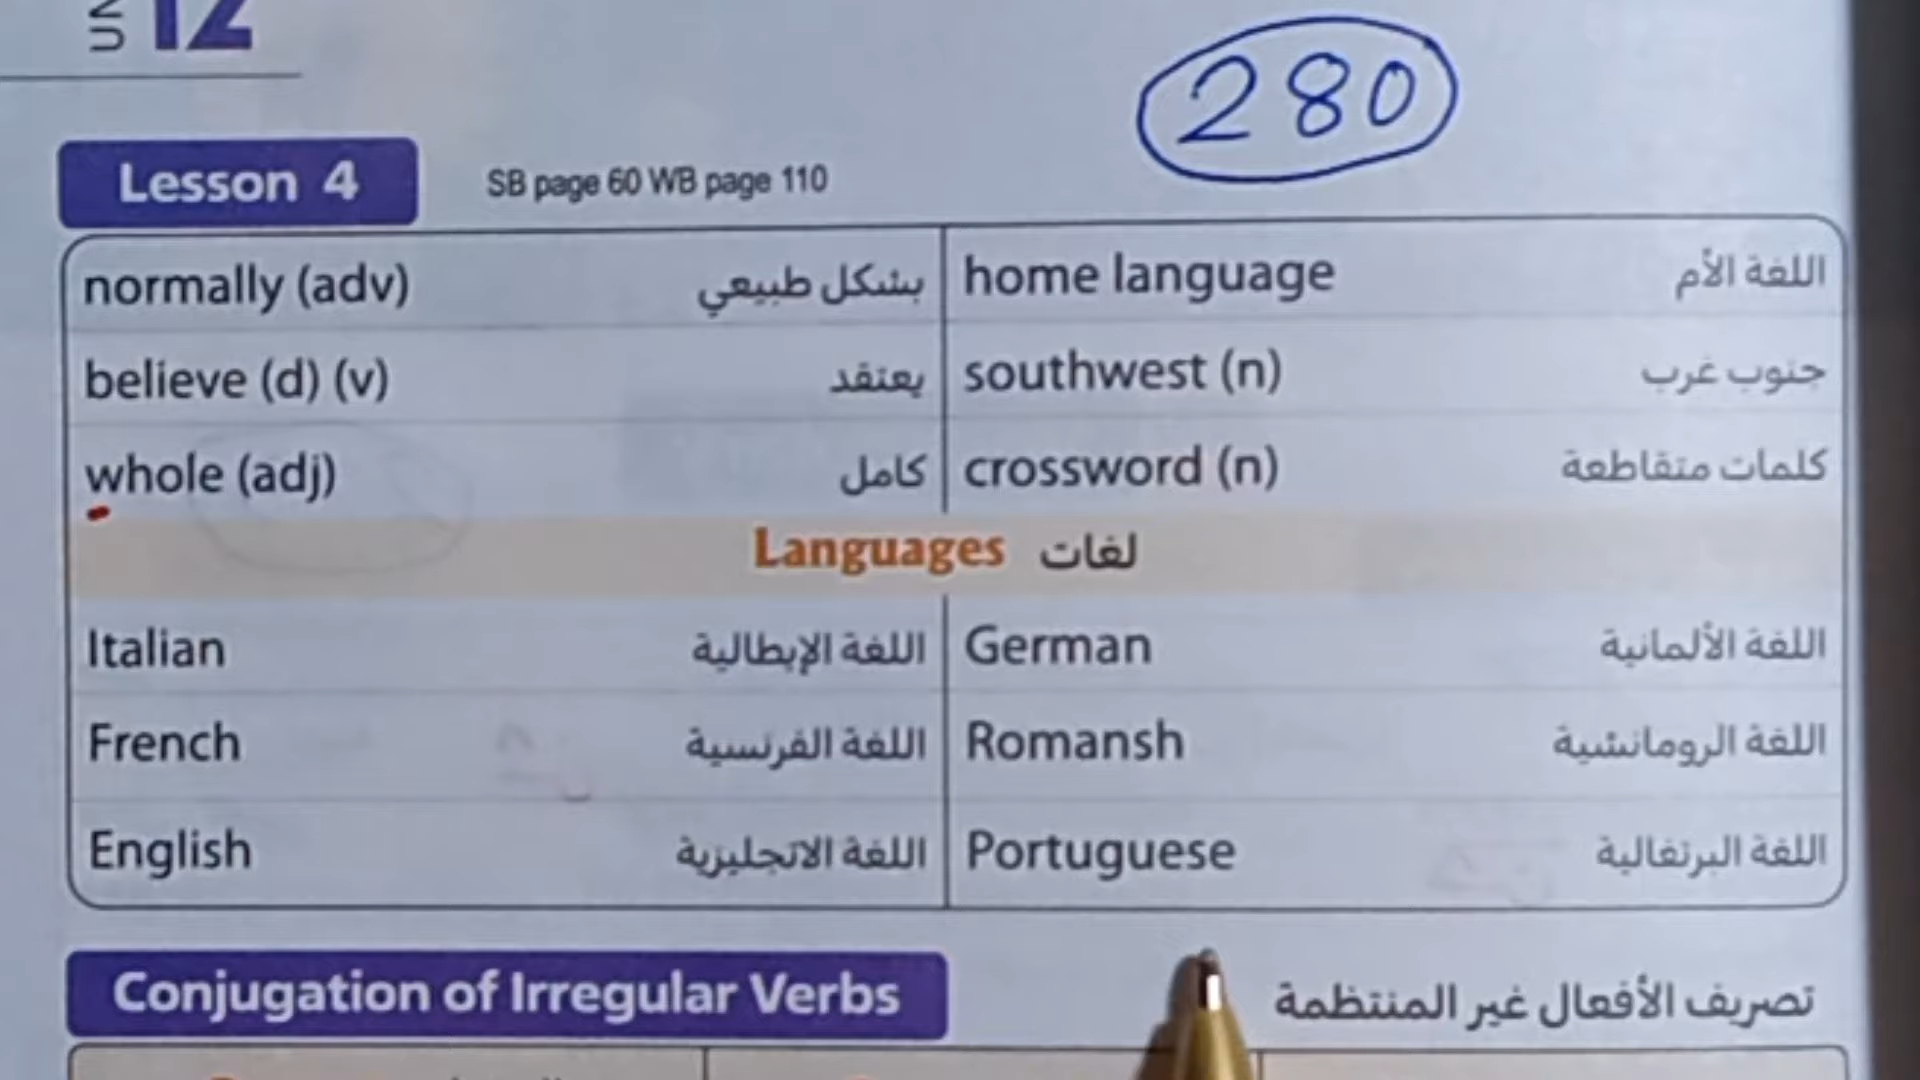 UN 12
280
Lesson 4 SB page 60 WB page 110
normally (adv) بشكل طبيعي home language اللغة الأم
believe (d) (v) يعتقد southwest (n) جنوب غرب
whole (adj) كامل crossword (n) كلمات متقاطعة
Languages لغات
Italian اللغة الإيطالية German اللغة الألمانية
French اللغة الفرنسية Romansh اللغة الرومانشية
English اللغة الانجليزية Portuguese اللغة البرتغالية
Conjugation of Irregular Verbs تصريف الأفعال غير المنتظمة